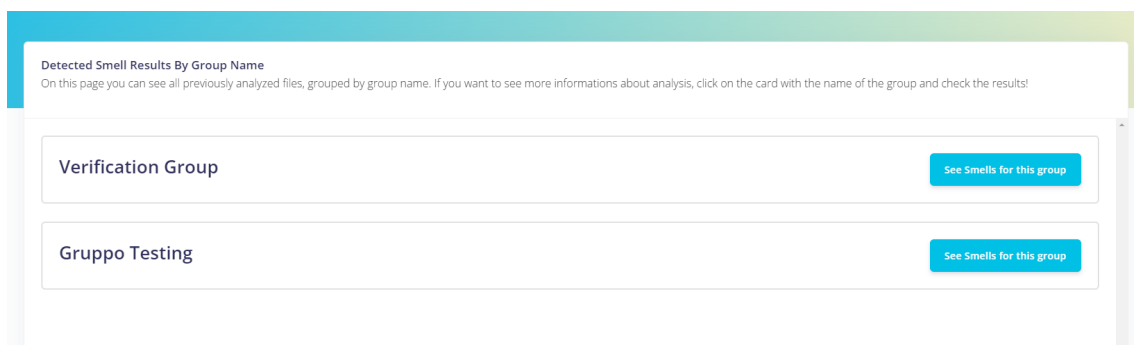 Detected Smell Results By Group Name
On this page you can see all previously analyzed files, grouped by group name. If you want to see more informations about analysis, click on the card with the name of the group and check the results!
Verification Group
See Smells for this group
Gruppo Testing
See Smells for this group